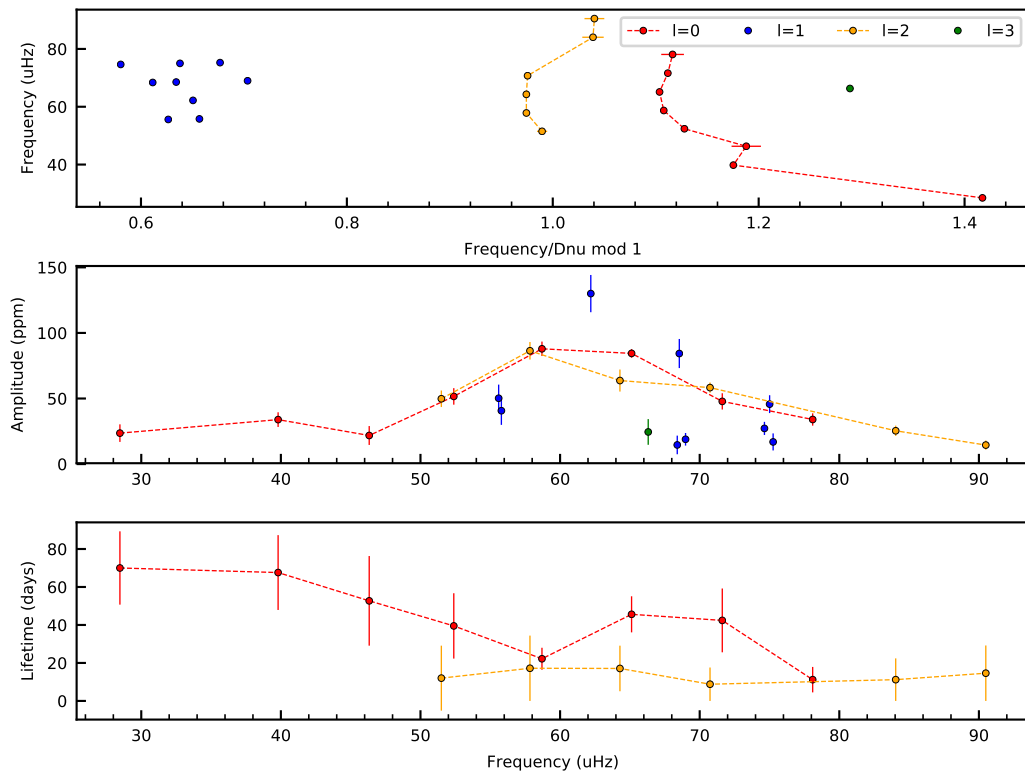 l=0 l=1 l=2 l=3
Frequency (uHz)
80
60
40
0.6 0.8 1.0 1.2 1.4
Frequency/Dnu mod 1
Amplitude (ppm)
150
100
50
0
30 40 50 60 70 80 90
Lifetime (days)
80
60
40
20
0
30 40 50 60 70 80 90
Frequency (uHz)